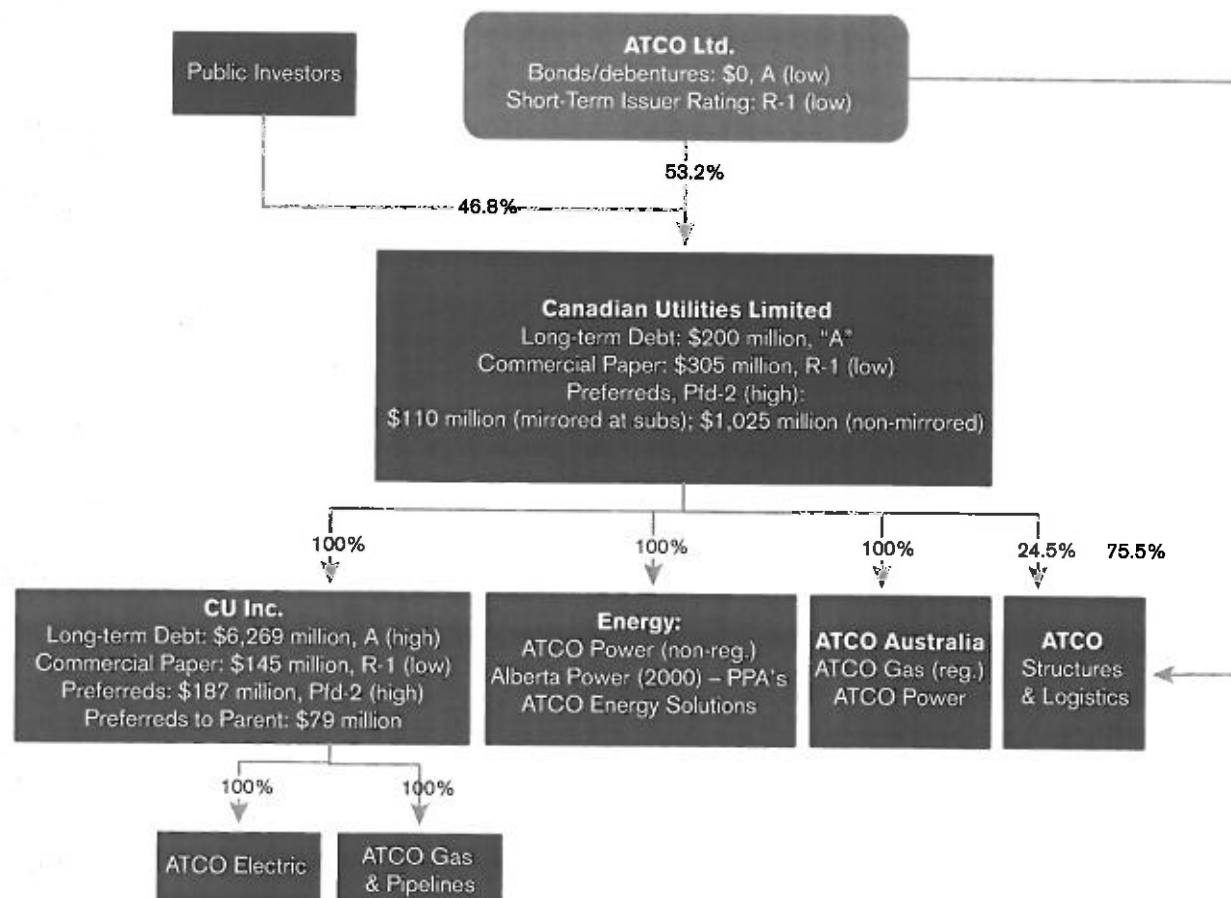 Public Investors
ATCO Ltd.
Bonds/debentures: $0, A (low)
Short-Term Issuer Rating: R-1 (low)
53.2%
46.8%
Canadian Utilities Limited
Long-term Debt: $200 million, "A"
Commercial Paper: $305 million, R-1 (low)
Preferreds, Pfd-2 (high):
$110 million (mirrored at subs); $1,025 million (non-mirrored)
100%
100%
100%
24.5%
75.5%
CU Inc.
Long-term Debt: $6,269 million, A (high)
Commercial Paper: $145 million, R-1 (low)
Preferreds: $187 million, Pfd-2 (high)
Preferreds to Parent: $79 million
Energy:
ATCO Power (non-reg.)
Alberta Power (2000) – PPA's
ATCO Energy Solutions
ATCO Australia
ATCO Gas (reg.)
ATCO Power
ATCO
Structures
& Logistics
100%
100%
ATCO Electric
ATCO Gas
& Pipelines